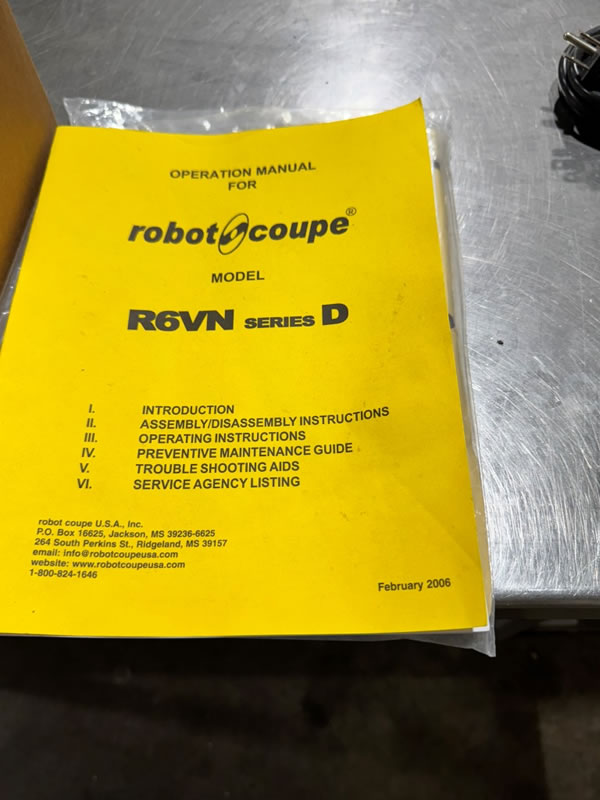 OPERATION MANUAL
FOR
robot coupe®
MODEL
R6VN SERIES D
I. INTRODUCTION
II. ASSEMBLY/DISASSEMBLY INSTRUCTIONS
III. OPERATING INSTRUCTIONS
IV. PREVENTIVE MAINTENANCE GUIDE
V. TROUBLE SHOOTING AIDS
VI. SERVICE AGENCY LISTING
robot coupe U.S.A., Inc.
P.O. Box 16625, Jackson, MS 39236-6625
264 South Perkins St., Ridgeland, MS 39157
email: info@robotcoupeusa.com
website: www.robotcoupeusa.com
1-800-824-1646
February 2006